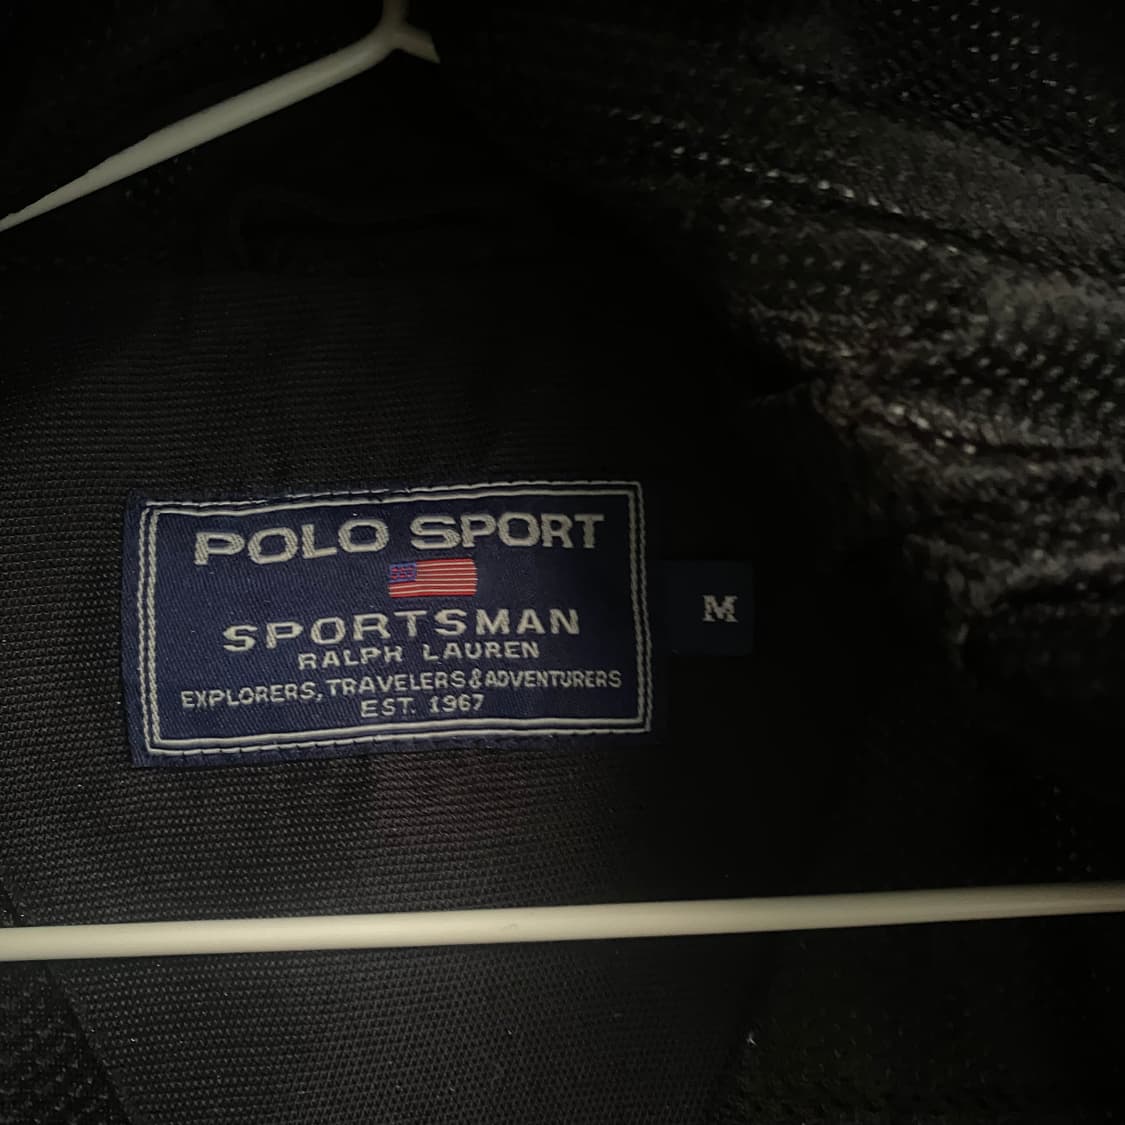 POLO SPORT
SPORTSMAN
RALPH LAUREN
EXPLORERS, TRAVELERS & ADVENTURERS
EST. 1967
M